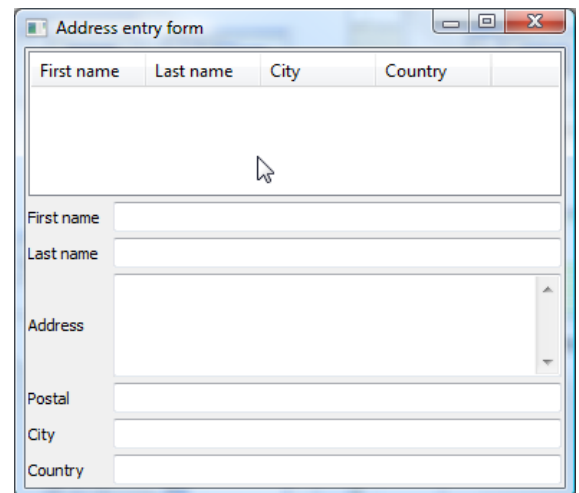 Address entry form
First name Last name City Country
First name
Last name
Address
Postal
City
Country